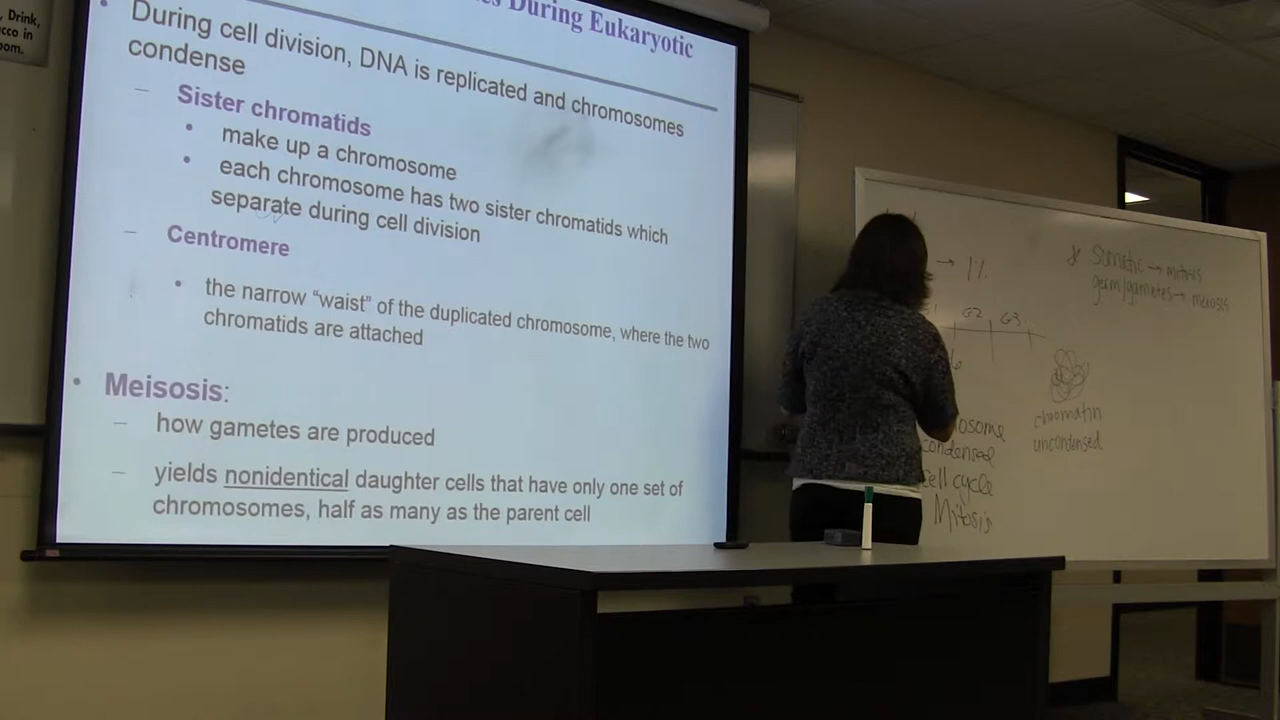 , Drink,
cco in
oom.
es During Eukaryotic
• During cell division, DNA is replicated and chromosomes
condense
– Sister chromatids
• make up a chromosome
• each chromosome has two sister chromatids which
separate during cell division
– Centromere
• the narrow “waist” of the duplicated chromosome, where the two
chromatids are attached
• Meisosis:
– how gametes are produced
– yields nonidentical daughter cells that have only one set of
chromosomes, half as many as the parent cell
→ 1%
G2 G3
osome
condensed
cell cycle
Mitosis
chromatin
uncondensed
* Somatic → mitosis
germ/gametes → meiosis